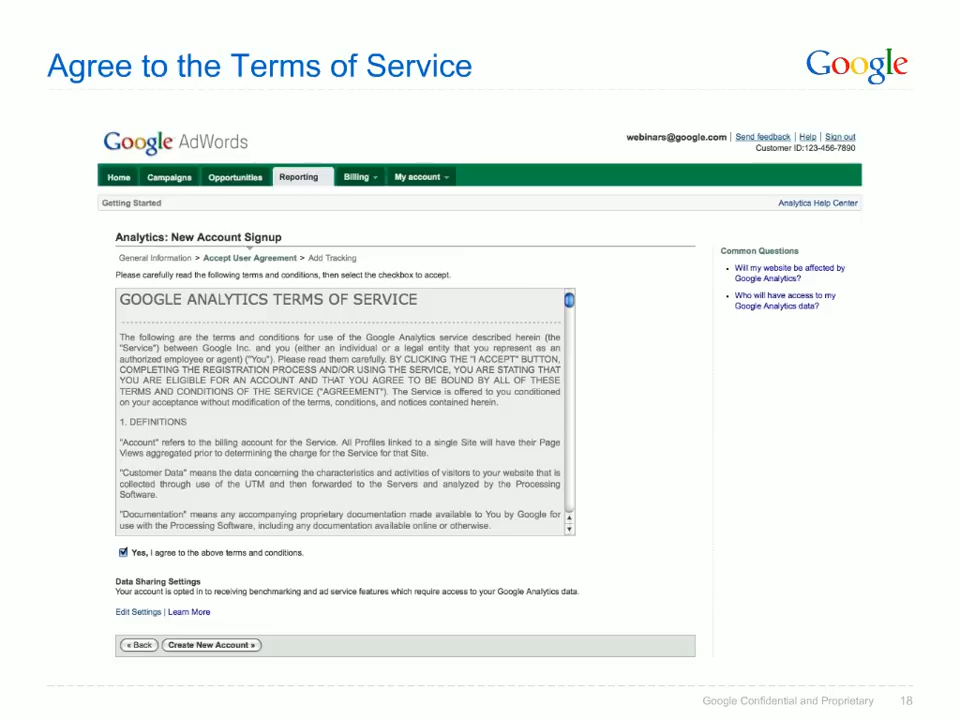 Agree to the Terms of Service
Google
Google AdWords
webinars@google.com | Send feedback | Help | Sign out
Customer ID:123-456-7890
Home Campaigns Opportunities Reporting Billing My account
Getting Started
Analytics Help Center
Analytics: New Account Signup
General Information > Accept User Agreement > Add Tracking
Please carefully read the following terms and conditions, then select the checkbox to accept.
GOOGLE ANALYTICS TERMS OF SERVICE
The following are the terms and conditions for use of the Google Analytics service described herein (the
"Service") between Google Inc. and you (either an individual or a legal entity that you represent as an
authorized employee or agent) ("You"). Please read them carefully. BY CLICKING THE "I ACCEPT" BUTTON,
COMPLETING THE REGISTRATION PROCESS AND/OR USING THE SERVICE, YOU ARE STATING THAT
YOU ARE ELIGIBLE FOR AN ACCOUNT AND THAT YOU AGREE TO BE BOUND BY ALL OF THESE
TERMS AND CONDITIONS OF THE SERVICE ("AGREEMENT"). The Service is offered to you conditioned
on your acceptance without modification of the terms, conditions, and notices contained herein.
1. DEFINITIONS
"Account" refers to the billing account for the Service. All Profiles linked to a single Site will have their Page
Views aggregated prior to determining the charge for the Service for that Site.
"Customer Data" means the data concerning the characteristics and activities of visitors to your website that is
collected through use of the UTM and then forwarded to the Servers and analyzed by the Processing
Software.
"Documentation" means any accompanying proprietary documentation made available to You by Google for
use with the Processing Software, including any documentation available online or otherwise.
Yes, I agree to the above terms and conditions.
Data Sharing Settings
Your account is opted in to receiving benchmarking and ad service features which require access to your Google Analytics data.
Edit Settings | Learn More
« Back Create New Account »
Common Questions
• Will my website be affected by
Google Analytics?
• Who will have access to my
Google Analytics data?
Google Confidential and Proprietary 18